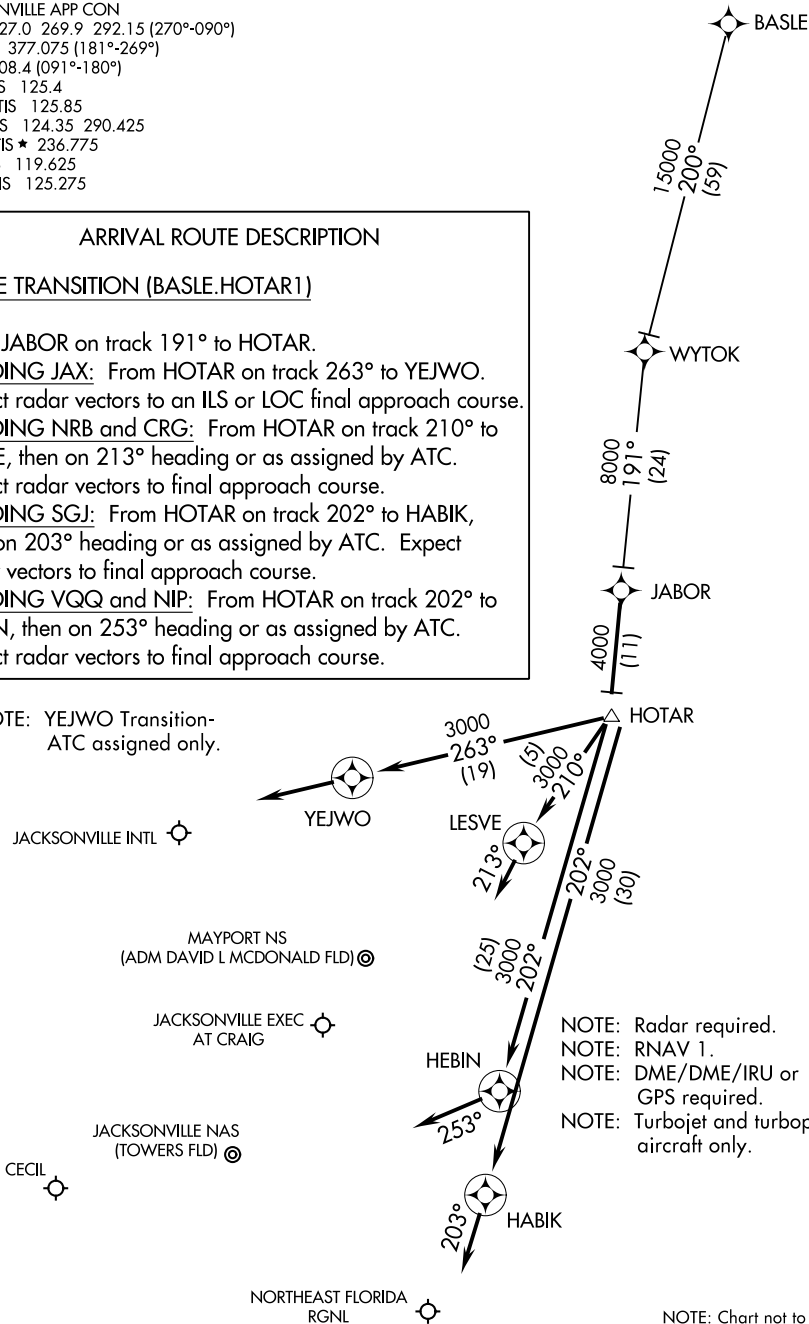 NVILLE APP CON
27.0 269.9 292.15 (270°-090°)
377.075 (181°-269°)
08.4 (091°-180°)
S 125.4
TIS 125.85
S 124.35 290.425
TIS ★ 236.775
119.625
IS 125.275
BASLE
15000
200°
(59)
ARRIVAL ROUTE DESCRIPTION
E TRANSITION (BASLE.HOTAR1)
JABOR on track 191° to HOTAR.
DING JAX: From HOTAR on track 263° to YEJWO.
ct radar vectors to an ILS or LOC final approach course.
DING NRB and CRG: From HOTAR on track 210° to
E, then on 213° heading or as assigned by ATC.
ct radar vectors to final approach course.
DING SGJ: From HOTAR on track 202° to HABIK,
on 203° heading or as assigned by ATC. Expect
vectors to final approach course.
DING VQQ and NIP: From HOTAR on track 202° to
N, then on 253° heading or as assigned by ATC.
ct radar vectors to final approach course.
WYTOK
8000
191°
(24)
JABOR
4000
(11)
HOTAR
OTE: YEJWO Transition-
ATC assigned only.
3000
263°
(19)
(5)
3000
210°
YEJWO
LESVE
213°
JACKSONVILLE INTL
202°
3000
(30)
(25)
3000
202°
MAYPORT NS
(ADM DAVID L MCDONALD FLD)
JACKSONVILLE EXEC
AT CRAIG
HEBIN
253°
NOTE: Radar required.
NOTE: RNAV 1.
NOTE: DME/DME/IRU or
GPS required.
NOTE: Turbojet and turbop
aircraft only.
JACKSONVILLE NAS
(TOWERS FLD)
CECIL
HABIK
203°
NORTHEAST FLORIDA
RGNL
NOTE: Chart not to